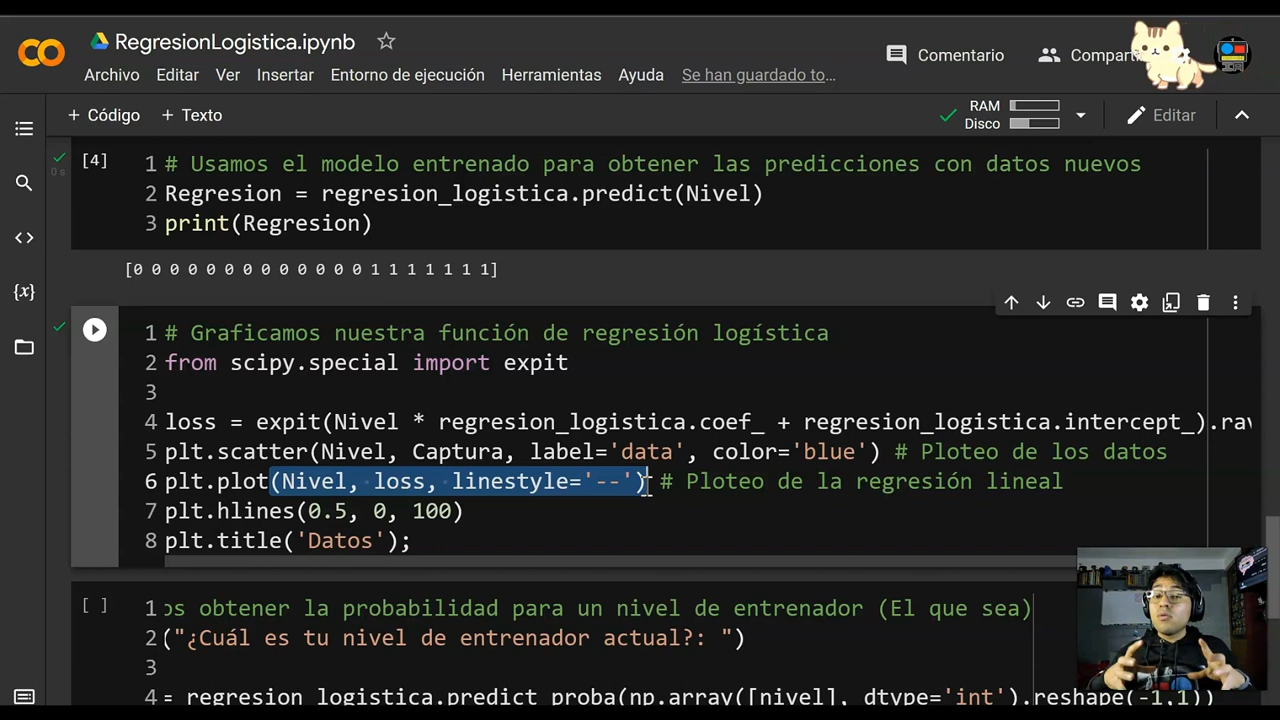 RegresionLogistica.ipynb
Comentario
Archivo Editar Ver Insertar Entorno de ejecución Herramientas Ayuda Se han guardado to…
+ Código + Texto
RAM
Disco
Editar
[4]
0 s
1 # Usamos el modelo entrenado para obtener las predicciones con datos nuevos
2 Regresion = regresion_logistica.predict(Nivel)
3 print(Regresion)
[0 0 0 0 0 0 0 0 0 0 0 0 0 1 1 1 1 1 1 1]
1 # Graficamos nuestra función de regresión logística
2 from scipy.special import expit
3
4 loss = expit(Nivel * regresion_logistica.coef_ + regresion_logistica.intercept_).rav
5 plt.scatter(Nivel, Captura, label='data', color='blue') # Ploteo de los datos
6 plt.plot(Nivel, loss, linestyle='--') # Ploteo de la regresión lineal
7 plt.hlines(0.5, 0, 100)
8 plt.title('Datos');
[ ]
1 os obtener la probabilidad para un nivel de entrenador (El que sea)
2 ("¿Cuál es tu nivel de entrenador actual?: ")
3
4 = regresion_logistica.predict_proba(np.array([nivel], dtype='int').reshape(-1,1))